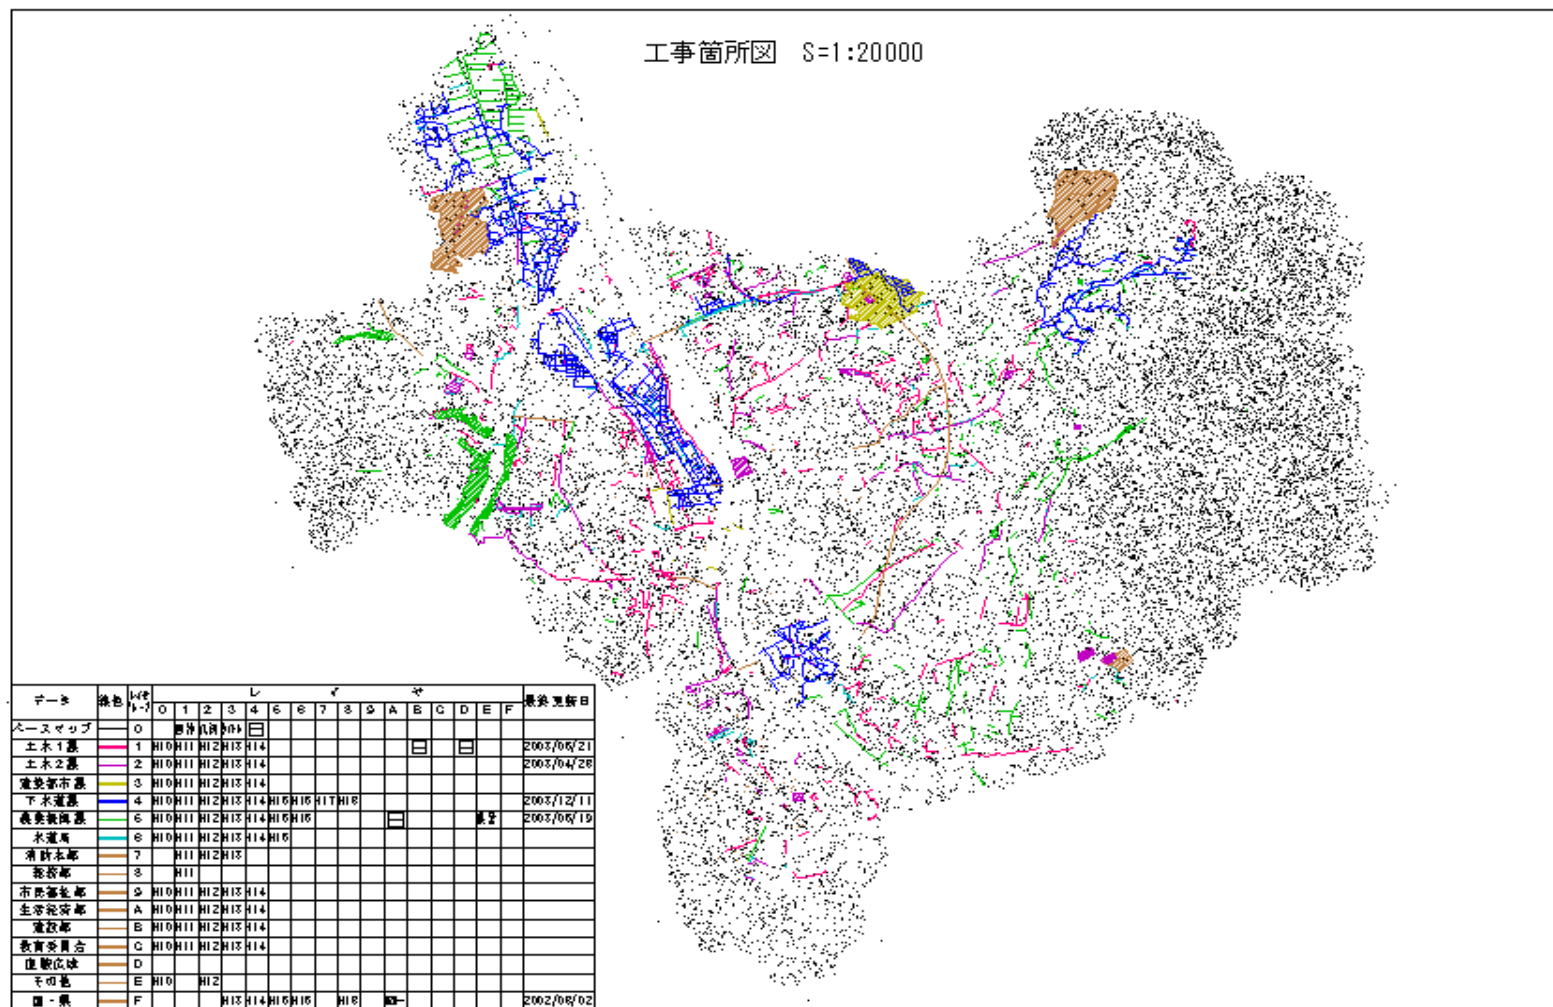 工事箇所図 S=1:20000
データ 線色 レイヤ 最終更新日
0 1 2 3 4 5 6 7 8 9 A B C D E F
ベースマップ 0
土木1課 1 H10 H11 H12 H13 H14 2003/05/21
土木2課 2 H10 H11 H12 H13 H14 2003/04/28
建築都市課 3 H10 H11 H12 H13 H14
下水道課 4 H10 H11 H12 H13 H14 H15 H16 H17 H18 2003/12/11
5 H10 H11 H12 H13 H14 H15 H16 2003/05/19
水道局 6 H10 H11 H12 H13 H14 H15
消防本部 7 H11 H12 H13
総務部 8 H11
市民福祉部 9 H10 H11 H12 H13 H14
生活経済部 A H10 H11 H12 H13 H14
建設部 B H10 H11 H12 H13 H14
教育委員会 C H10 H11 H12 H13 H14
D
その他 E H10 H12
国・県 F H13 H14 H15 H16 H18 2002/08/02